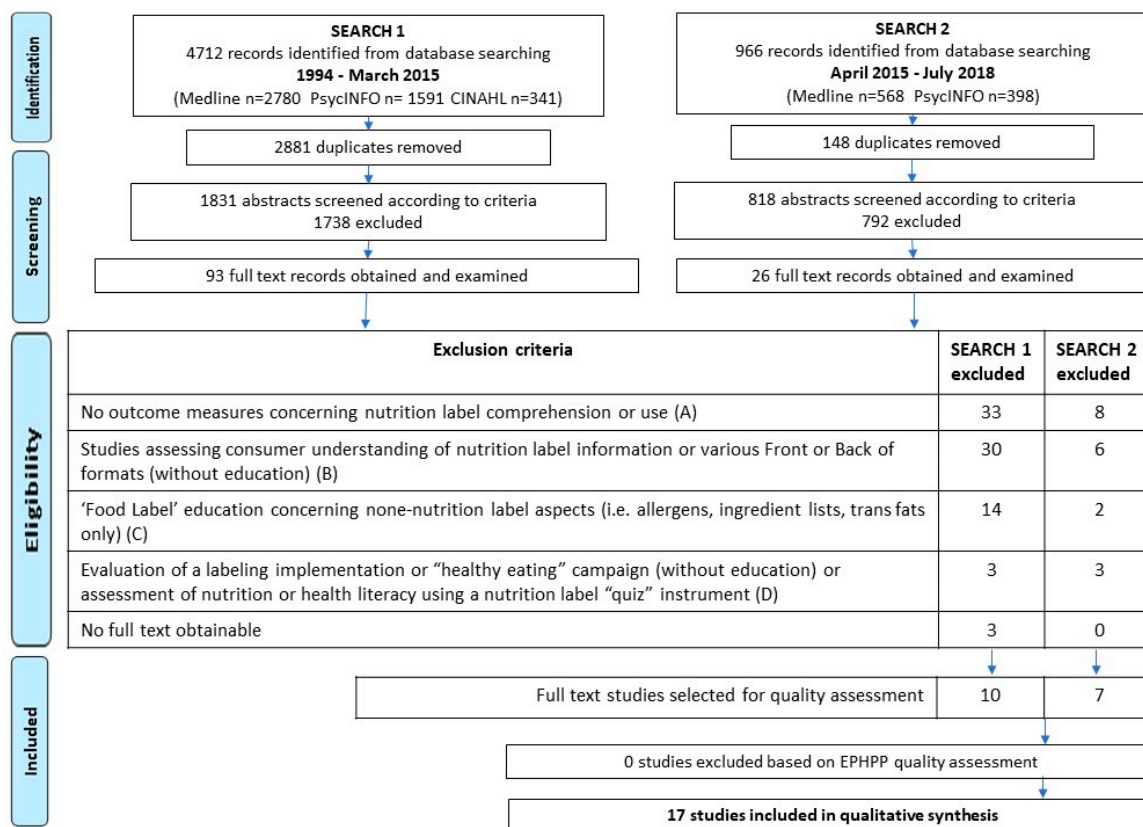 Identification
SEARCH 1
4712 records identified from database searching
1994 - March 2015
(Medline n=2780 PsycINFO n= 1591 CINAHL n=341)
SEARCH 2
966 records identified from database searching
April 2015 - July 2018
(Medline n=568 PsycINFO n=398)
2881 duplicates removed
148 duplicates removed
Screening
1831 abstracts screened according to criteria
1738 excluded
818 abstracts screened according to criteria
792 excluded
93 full text records obtained and examined
26 full text records obtained and examined
Eligibility
Exclusion criteria
SEARCH 1
excluded
SEARCH 2
excluded
No outcome measures concerning nutrition label comprehension or use (A)
33
8
Studies assessing consumer understanding of nutrition label information or various Front or Back of
formats (without education) (B)
30
6
‘Food Label’ education concerning none-nutrition label aspects (i.e. allergens, ingredient lists, trans fats
only) (C)
14
2
Evaluation of a labeling implementation or “healthy eating” campaign (without education) or
assessment of nutrition or health literacy using a nutrition label “quiz” instrument (D)
3
3
No full text obtainable
3
0
Included
Full text studies selected for quality assessment
10
7
0 studies excluded based on EPHPP quality assessment
17 studies included in qualitative synthesis